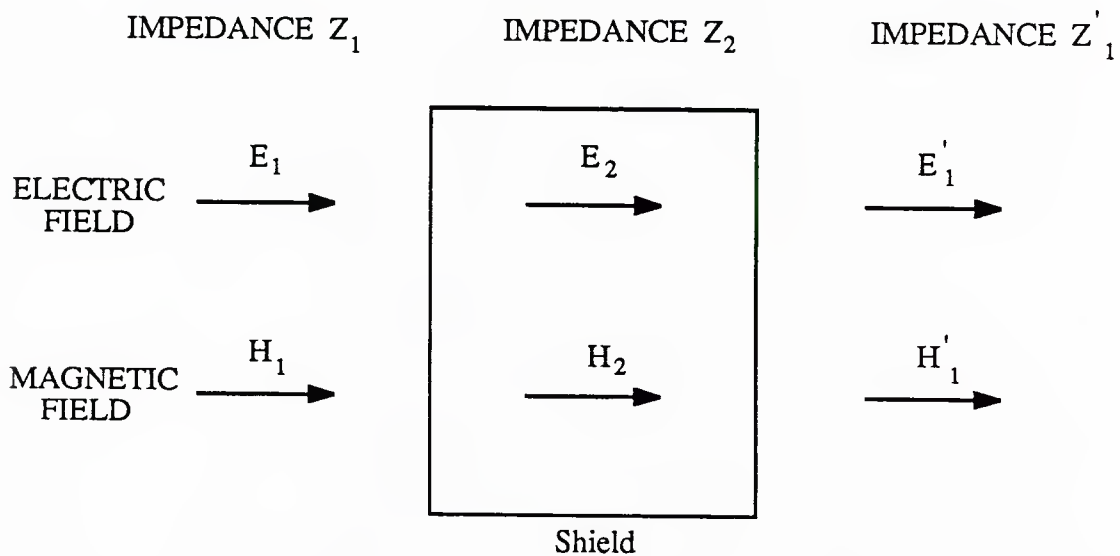 IMPEDANCE Z₁ IMPEDANCE Z₂ IMPEDANCE Z'₁
E₁ E₂ E'₁
ELECTRIC
FIELD
H₁ H₂ H'₁
MAGNETIC
FIELD
Shield